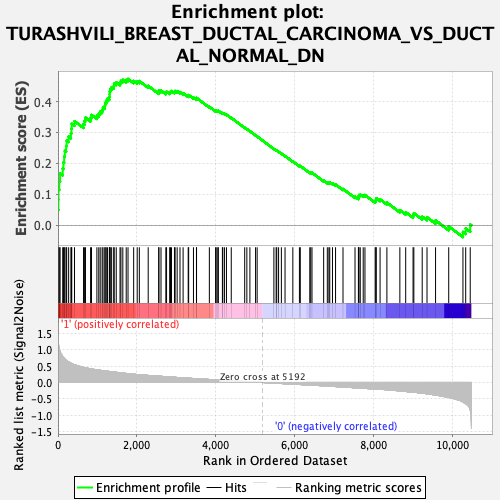 Enrichment plot:
TURASHVILI_BREAST_DUCTAL_CARCINOMA_VS_DUCT
AL_NORMAL_DN
Enrichment score (ES)
0.4
0.3
0.2
0.1
0.0
'1' (positively correlated)
Ranked list metric (Signal2Noise)
1.5
1.0
0.5
0.0
-0.5
-1.0
-1.5
Zero cross at 5192
'0' (negatively correlated)
0 2,000 4,000 6,000 8,000 10,000
Rank in Ordered Dataset
Enrichment profile Hits Ranking metric scores